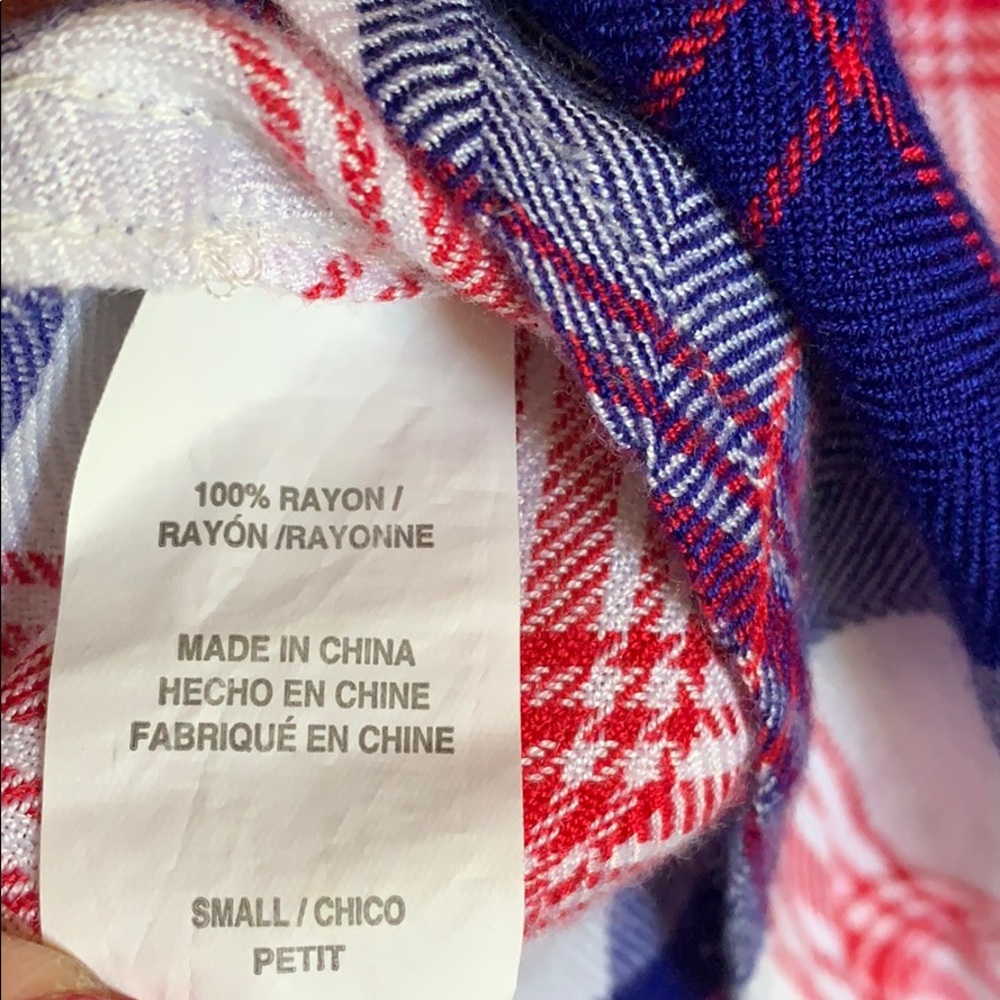 100% RAYON /
RAYÓN /RAYONNE
MADE IN CHINA
HECHO EN CHINE
FABRIQUÉ EN CHINE
SMALL / CHICO
PETIT